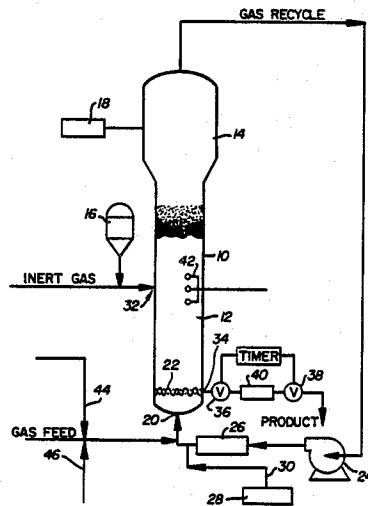 GAS RECYCLE
18
14
16
10
42
INERT GAS
32
12
22
34
TIMER
40
38
V
V
44
20
36
PRODUCT
GAS FEED
26
24
30
46
28